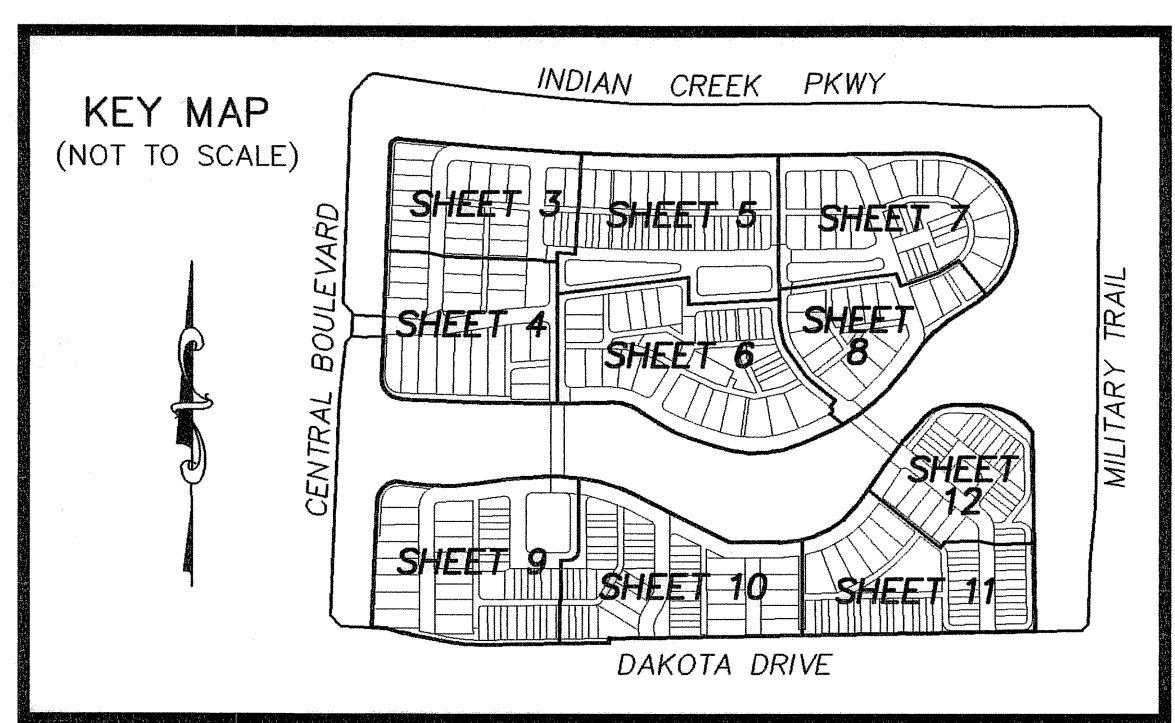 INDIAN CREEK PKWY
KEY MAP
(NOT TO SCALE)
SHEET 3
SHEET 5
SHEET 7
CENTRAL BOULEVARD
SHEET 4
SHEET 6
SHEET
8
MILITARY TRAIL
SHEET
12
SHEET 9
SHEET 10
SHEET 11
DAKOTA DRIVE